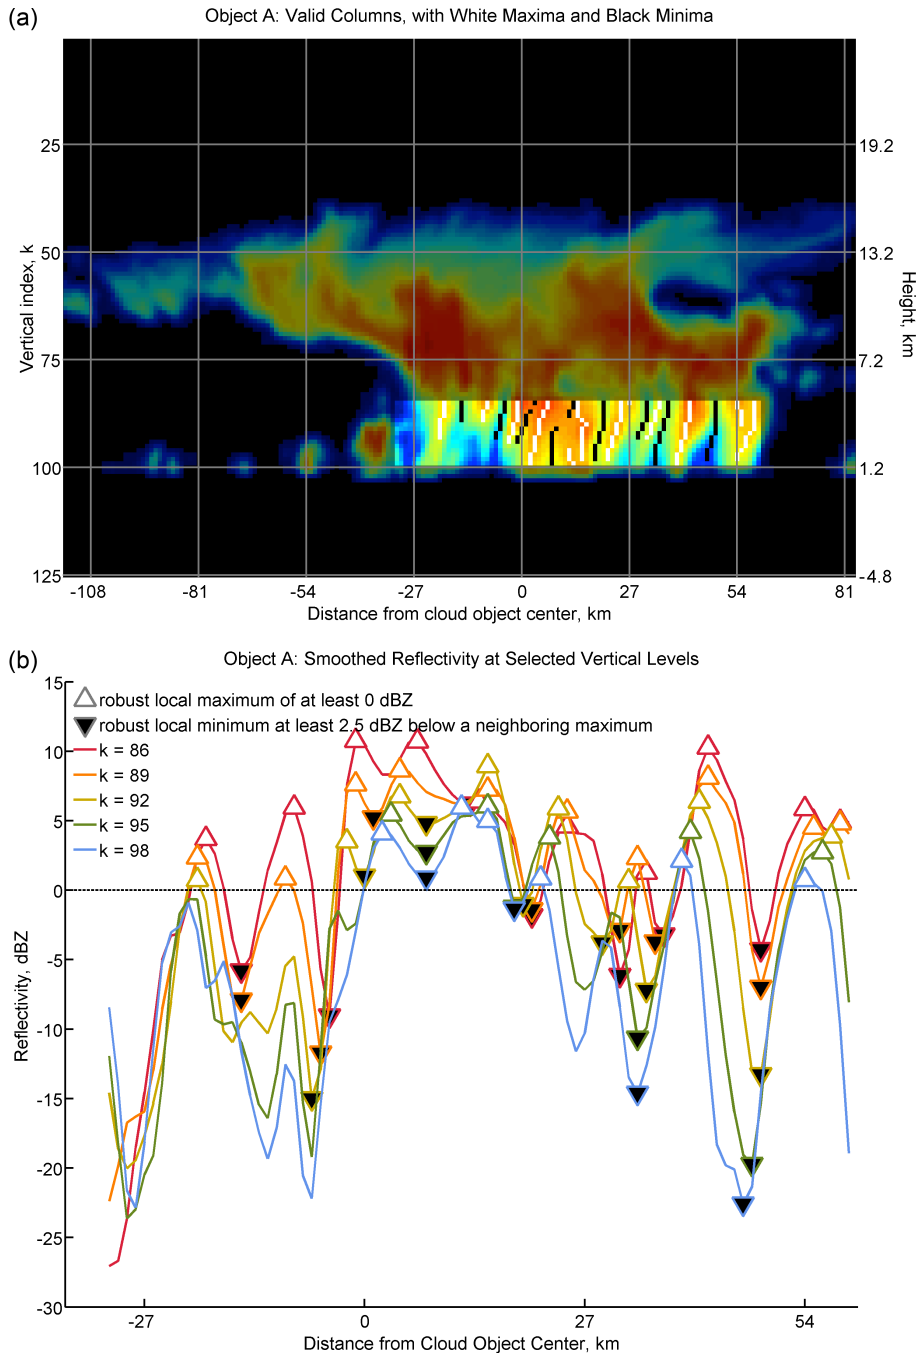 (a)
Object A: Valid Columns, with White Maxima and Black Minima
Vertical index, k
25
50
75
100
125
19.2
13.2
7.2
1.2
-4.8
Height, km
-108 -81 -54 -27 0 27 54 81
Distance from cloud object center, km
(b)
Object A: Smoothed Reflectivity at Selected Vertical Levels
Reflectivity, dBZ
15
10
5
0
-5
-10
-15
-20
-25
-30
robust local maximum of at least 0 dBZ
robust local minimum at least 2.5 dBZ below a neighboring maximum
k = 86
k = 89
k = 92
k = 95
k = 98
-27 0 27 54
Distance from Cloud Object Center, km